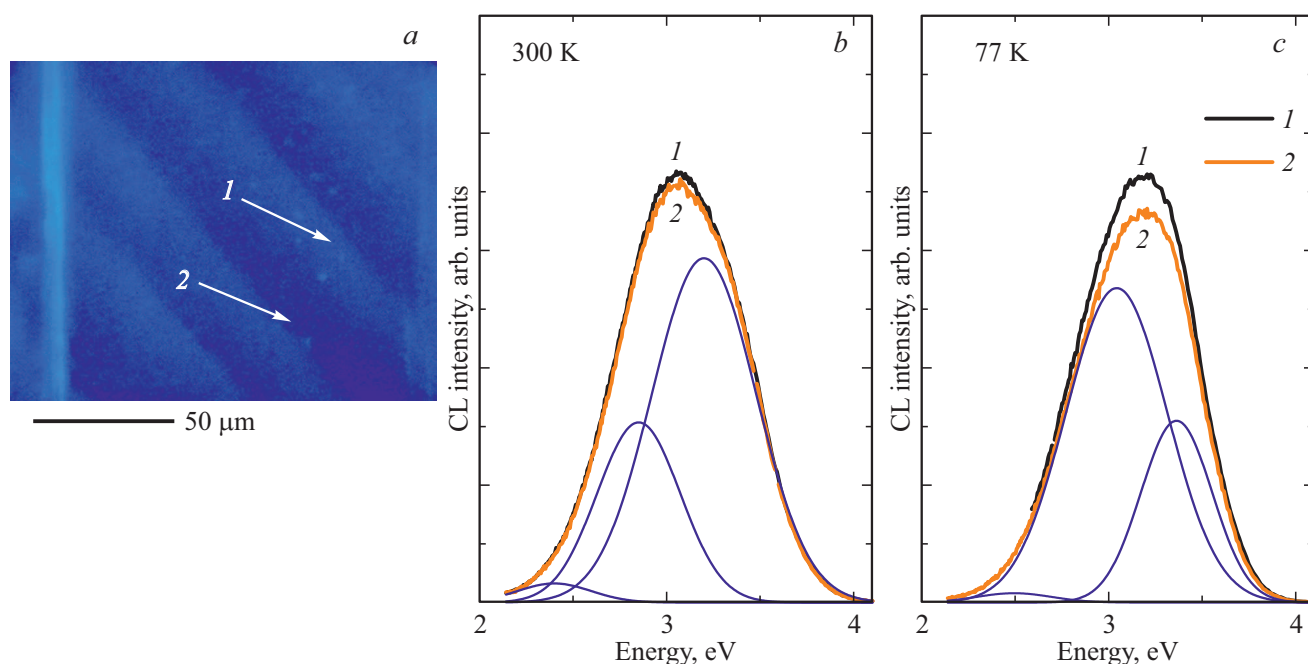 a
1
2
50 μm
300 K
b
1
2
CL intensity, arb. units
2
3
4
Energy, eV
77 K
c
1
2
1
2
CL intensity, arb. units
2
3
4
Energy, eV